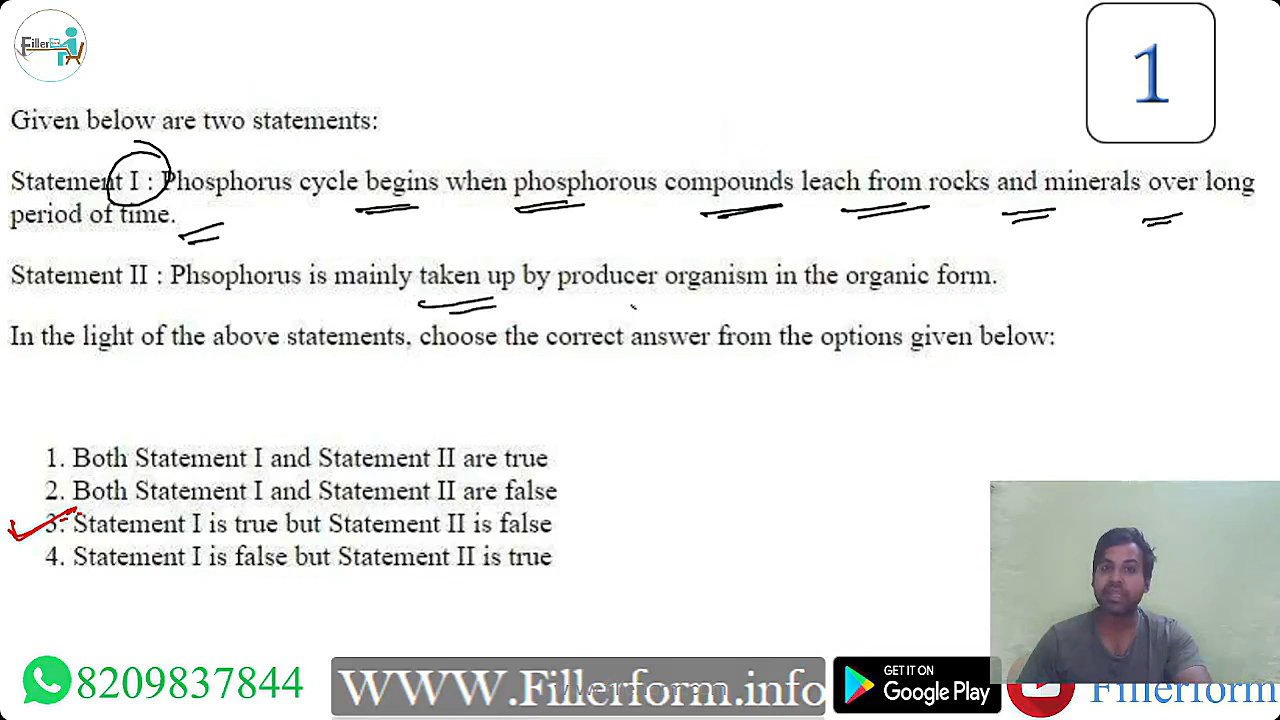 Filler
1
Given below are two statements:
Statement I : Phosphorus cycle begins when phosphorous compounds leach from rocks and minerals over long
period of time.
Statement II : Phsophorus is mainly taken up by producer organism in the organic form.
In the light of the above statements, choose the correct answer from the options given below:
1. Both Statement I and Statement II are true
2. Both Statement I and Statement II are false
3. Statement I is true but Statement II is false
4. Statement I is false but Statement II is true
8209837844
WWW.Fillerform.info
GET IT ON
Google Play
Fillerform